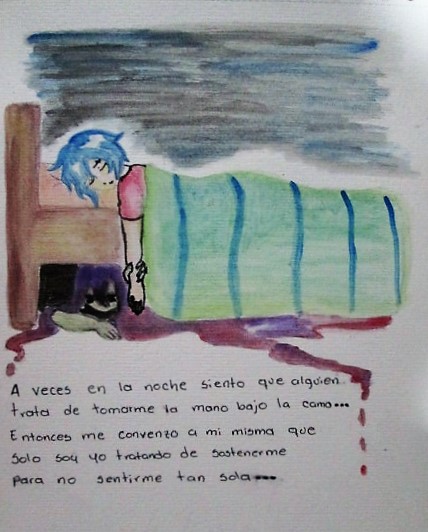 A veces en la noche siento que alguien
trata de tomarme la mano bajo la cama...
Entonces me convenzo a mi misma que
solo soy yo tratando de sostenerme
para no sentirme tan sola...